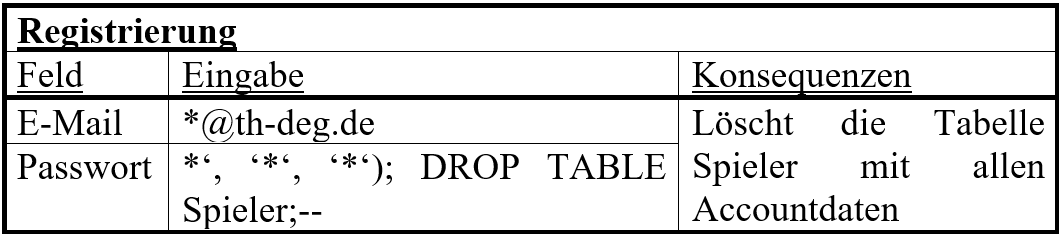 Registrierung
Feld Eingabe Konsequenzen
E-Mail *@th-deg.de Löscht die Tabelle
Passwort *‘, ‘*‘, ‘*‘); DROP TABLE Spieler mit allen
Spieler;-- Accountdaten